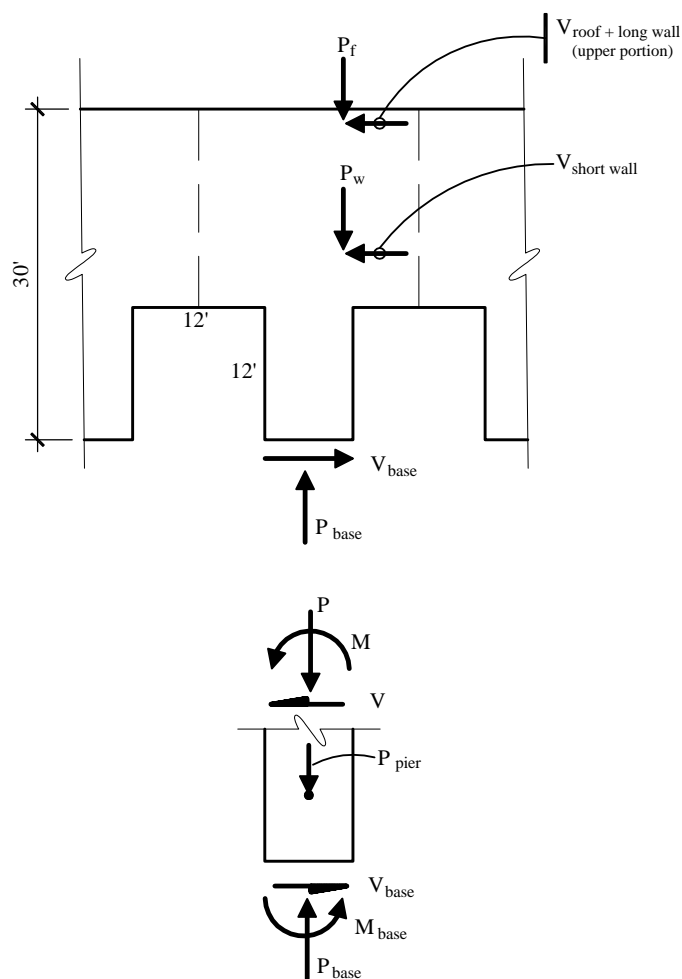 V roof + long wall
(upper portion)
P f
P w
V short wall
30'
12'
12'
V base
P base
P
M
V
P pier
V base
M base
P base